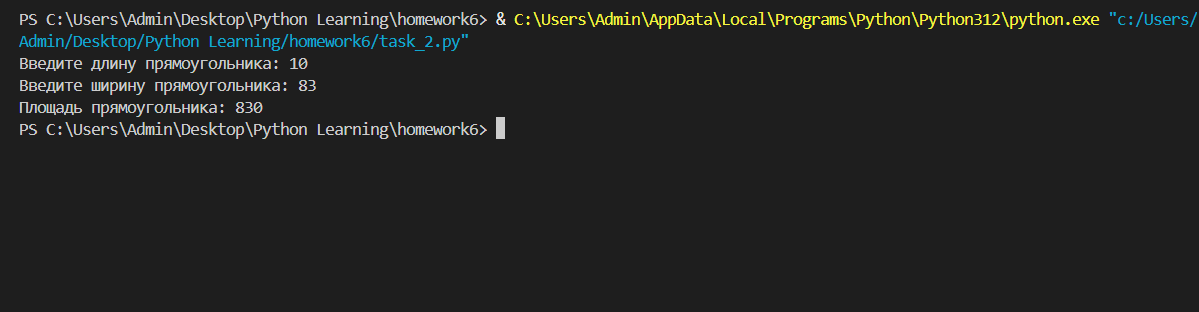 PS C:\Users\Admin\Desktop\Python Learning\homework6> & C:\Users\Admin\AppData\Local\Programs\Python\Python312\python.exe "c:/Users/
Admin/Desktop/Python Learning/homework6/task_2.py"
Введите длину прямоугольника: 10
Введите ширину прямоугольника: 83
Площадь прямоугольника: 830
PS C:\Users\Admin\Desktop\Python Learning\homework6>